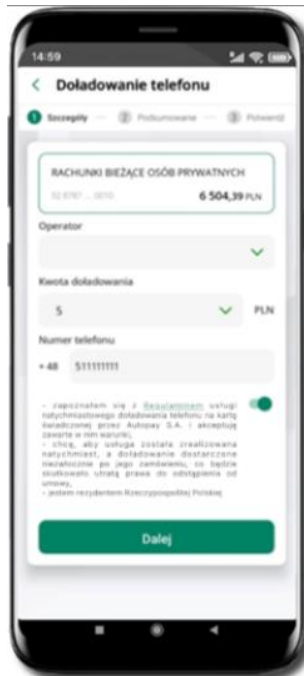 14:59
Doładowanie telefonu
1 Szczegóły 2 Podsumowanie 3 Potwierdź
RACHUNKI BIEŻĄCE OSÓB PRYWATNYCH
6 504,39 PLN
Operator
Kwota doładowania
5 PLN
Numer telefonu
+ 48 511111111
- zapoznałem się z Regulaminem usługi
natychmiastowego doładowania telefonu na kartę
świadczonej przez Autopay S.A. i akceptuję
zawarte w nim warunki,
- chcę, aby usługa została zrealizowana
natychmiast, a doładowanie dostarczone
niezwłocznie po jego zamówieniu, co będzie
skutkowało utratą prawa do odstąpienia od
umowy,
- jestem rezydentem Rzeczypospolitej Polskiej
Dalej